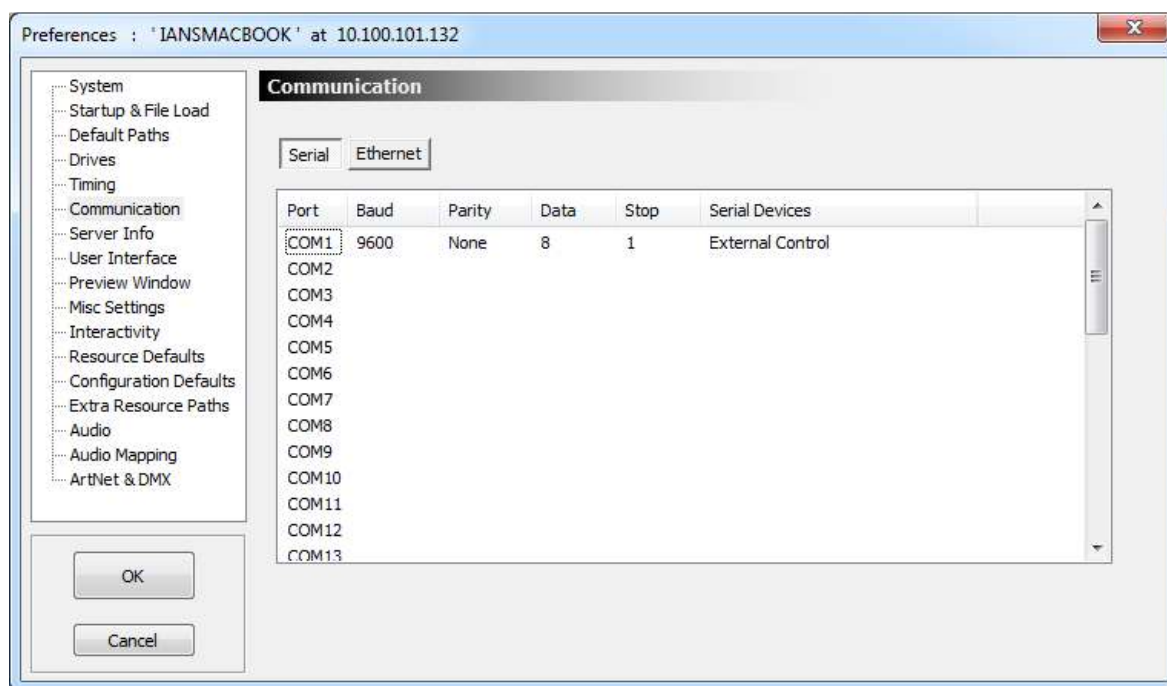 Preferences : 'IANSMACBOOK' at 10.100.101.132
System
Startup & File Load
Default Paths
Drives
Timing
Communication
Server Info
User Interface
Preview Window
Misc Settings
Interactivity
Resource Defaults
Configuration Defaults
Extra Resource Paths
Audio
Audio Mapping
ArtNet & DMX
OK
Cancel
Communication
Serial Ethernet
Port Baud Parity Data Stop Serial Devices
COM1 9600 None 8 1 External Control
COM2
COM3
COM4
COM5
COM6
COM7
COM8
COM9
COM10
COM11
COM12
COM13